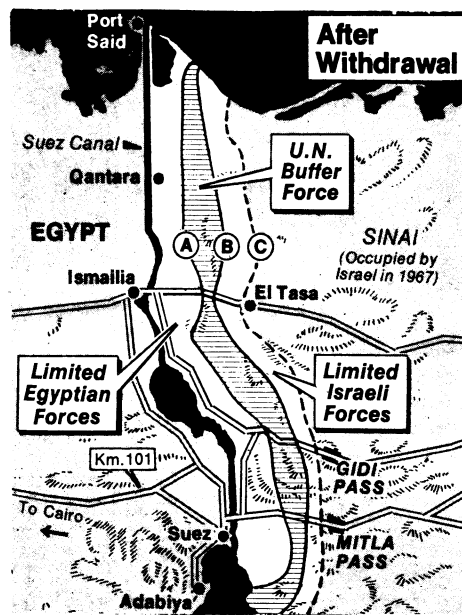 Port
Said
After
Withdrawal
Suez Canal
U.N.
Buffer
Force
Qantara
EGYPT
A
B
C
SINAI
(Occupied by
Israel in 1967)
Ismailia
El Tasa
Limited
Egyptian
Forces
Limited
Israeli
Forces
Km. 101
GIDI
PASS
To Cairo
Suez
MITLA
PASS
Adabiya